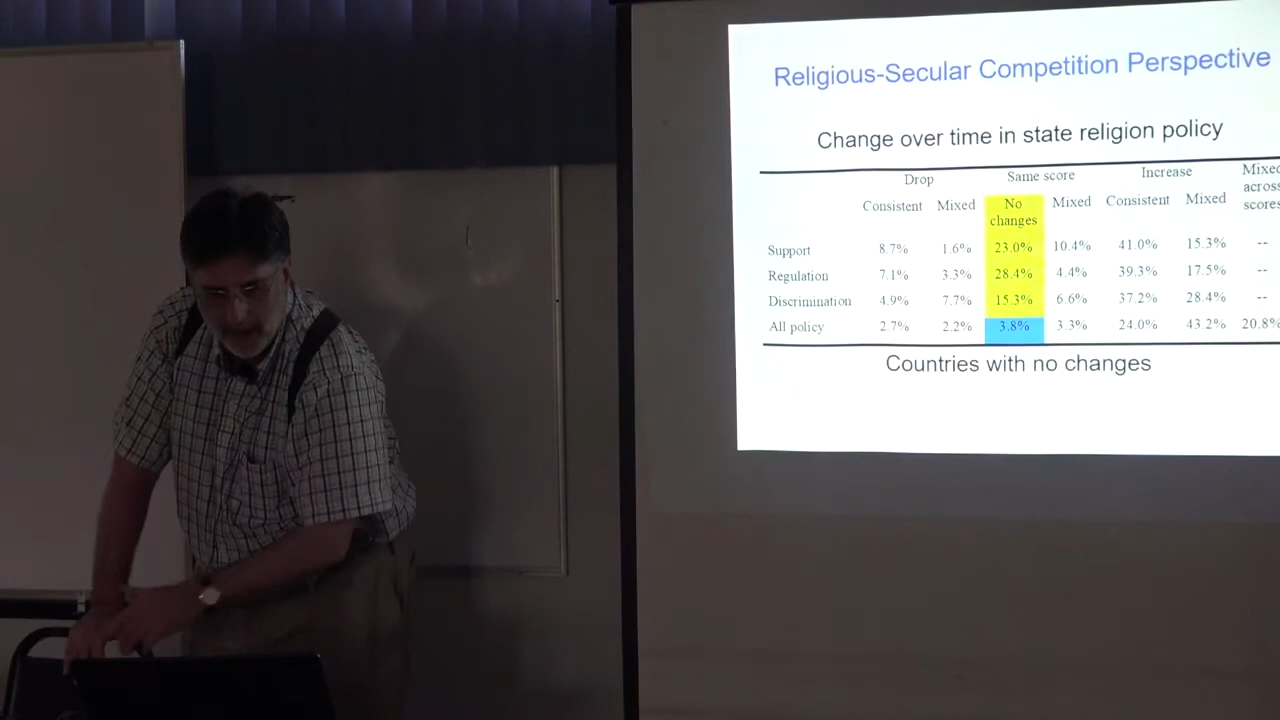 Religious-Secular Competition Perspective
Change over time in state religion policy
Drop Same score Increase Mixed across scores
Consistent Mixed No changes Mixed Consistent Mixed
Support 8.7% 1.6% 23.0% 10.4% 41.0% 15.3% --
Regulation 7.1% 3.3% 28.4% 4.4% 39.3% 17.5% --
Discrimination 4.9% 7.7% 15.3% 6.6% 37.2% 28.4% --
All policy 2.7% 2.2% 3.8% 3.3% 24.0% 43.2% 20.8%
Countries with no changes